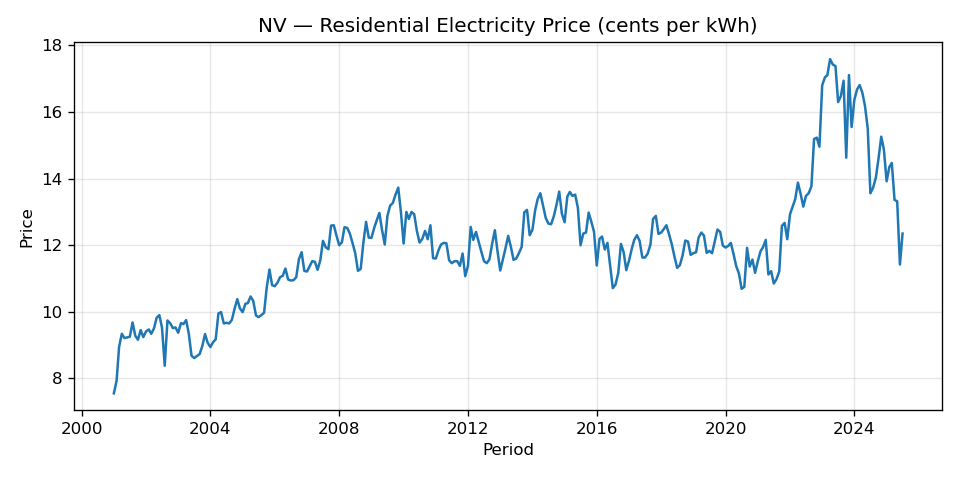 NV — Residential Electricity Price (cents per kWh)
18
16
14
12
10
8
Price
2000 2004 2008 2012 2016 2020 2024
Period